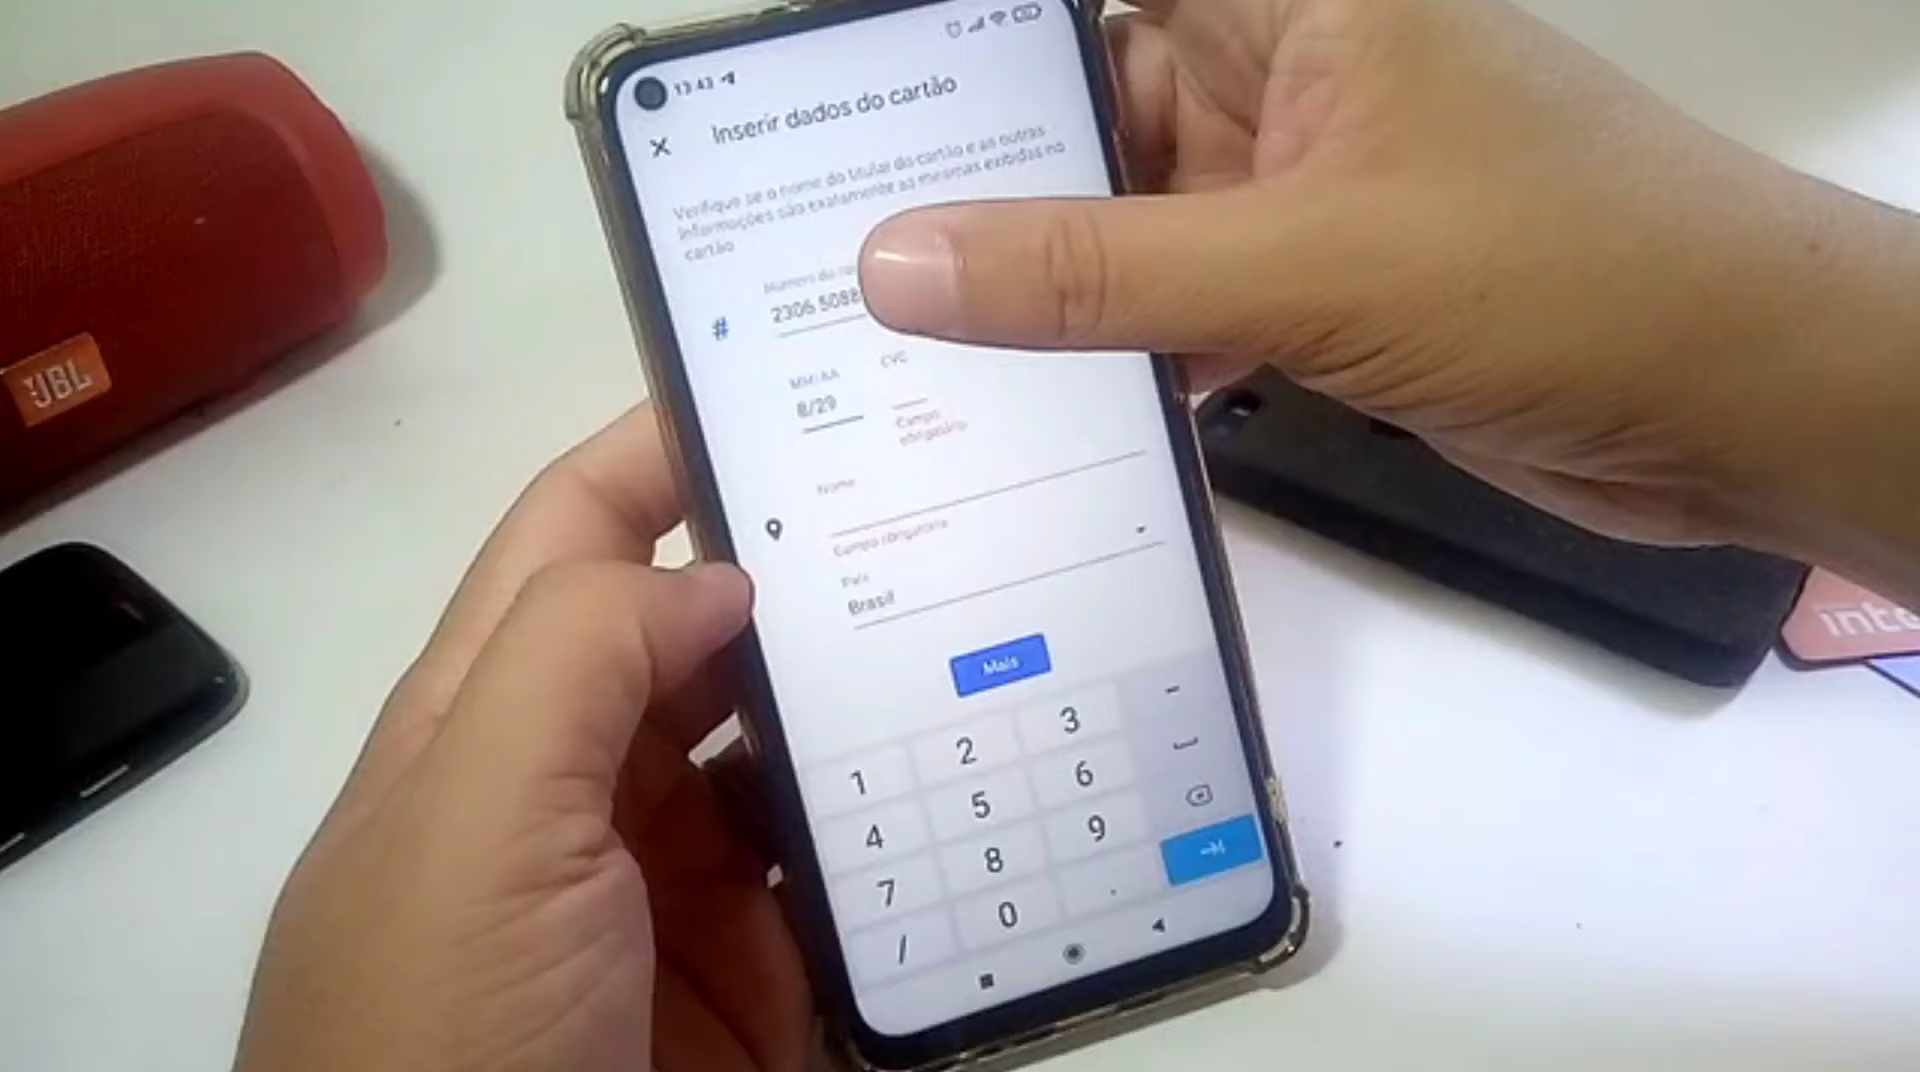 13:43
Inserir dados do cartão
Verifique se o nome do titular do cartão e as outras
informações são exatamente as mesmas exibidas no
cartão
Número do
2306 5088
MM/AA CVC
8/29
Campo
obrigatório
Nome
Campo obrigatório
País
Brasil
Mais
1 2 3 -
4 5 6
7 8 9
/ 0 .
JBL